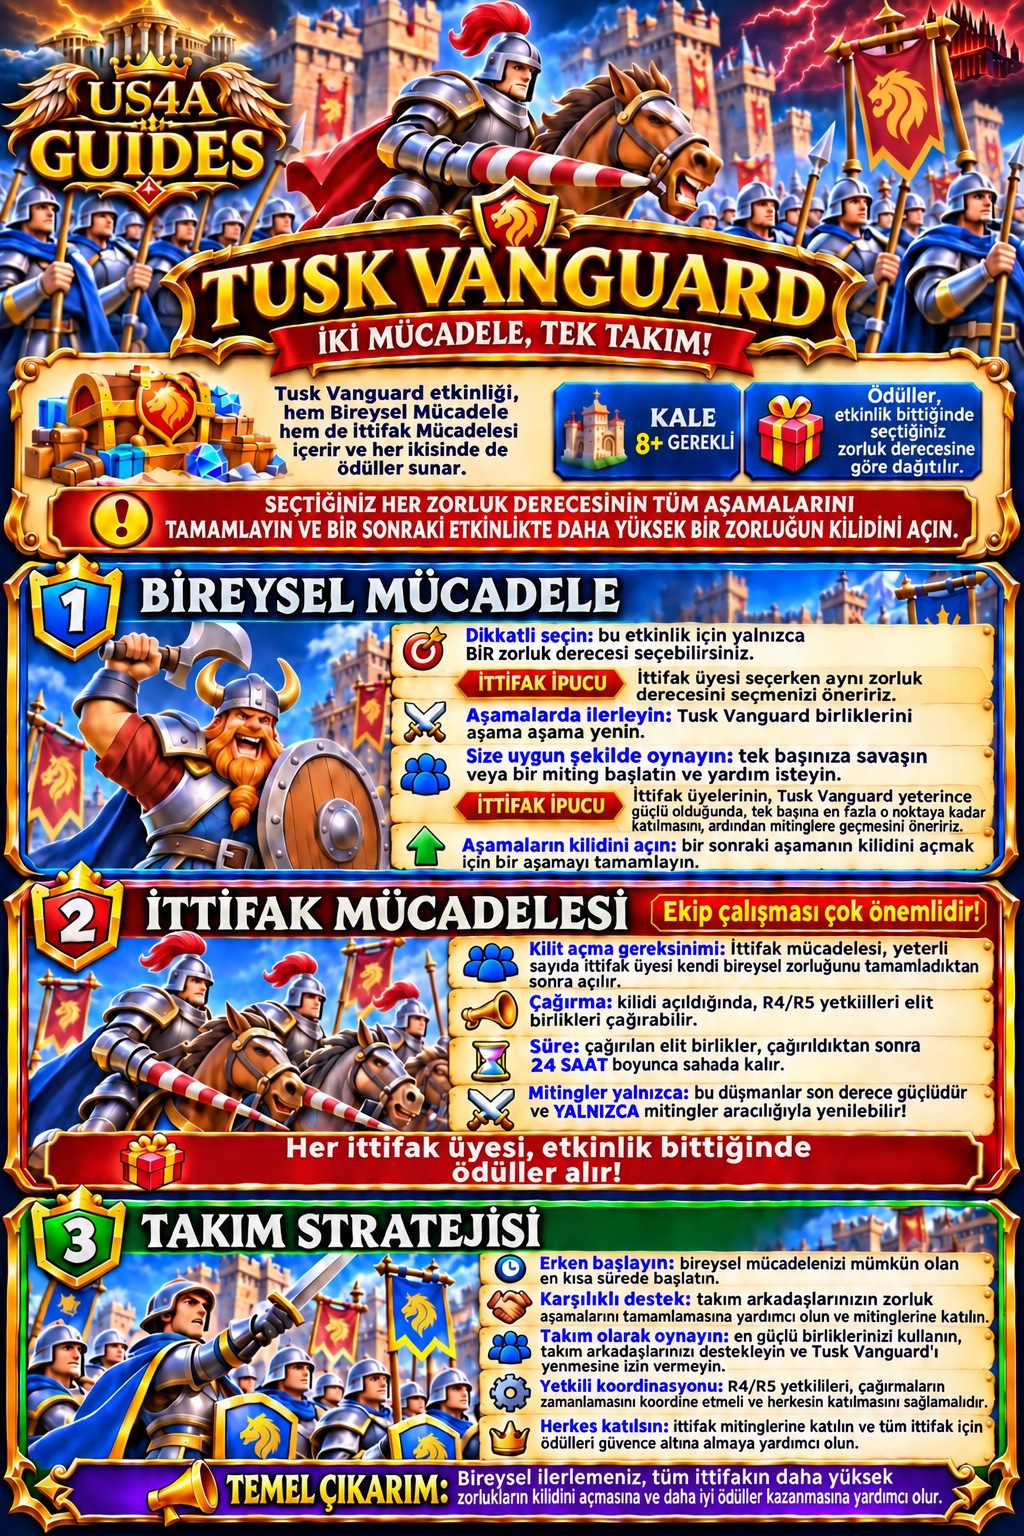 US4A
GUIDES
TUSK VANGUARD
İKİ MÜCADELE, TEK TAKIM!
Tusk Vanguard etkinliği,
hem Bireysel Mücadele
hem de ittifak Mücadelesi
içerir ve her ikisinde de
ödüller sunar.
KALE
8+ GEREKLİ
Ödüller,
etkinlik bittiğinde
seçtiğiniz
zorluk derecesine
göre dağıtılır.
SEÇTİĞİNİZ HER ZORLUK DERECESİNİN TÜM AŞAMALARINI
TAMAMLAYIN VE BİR SONRAKİ ETKİNLİKTE DAHA YÜKSEK BİR ZORLUĞUN KİLİDİNİ AÇIN.
1
BİREYSEL MÜCADELE
Dikkatli seçin: bu etkinlik için yalnızca
BİR zorluk derecesi seçebilirsiniz.
İTTİFAK İPUCU
İttifak üyesi seçerken aynı zorluk
derecesini seçmenizi öneririz.
Aşamalarda ilerleyin: Tusk Vanguard birliklerini
aşama aşama yenin.
Size uygun şekilde oynayın: tek başınıza savaşın
veya bir miting başlatın ve yardım isteyin.
İTTİFAK İPUCU
İttifak üyelerinin, Tusk Vanguard yeterince
güçlü olduğunda, tek başına en fazla o noktaya kadar
katılmasını, ardından mitinglere geçmesini öneririz.
Aşamaların kilidini açın: bir sonraki aşamanın kilidini açmak
için bir aşamayı tamamlayın.
2
İTTİFAK MÜCADELESİ
Ekip çalışması çok önemlidir!
Kilit açma gereksinimi: İttifak mücadelesi, yeterli
sayıda ittifak üyesi kendi bireysel zorluğunu tamamladıktan
sonra açılır.
Çağırma: kilidi açıldığında, R4/R5 yetkiilleri elit
birlikleri çağırabilir.
Süre: çağırılan elit birlikler, çağırıldıktan sonra
24 SAAT boyunca sahada kalır.
Mitingler yalnızca: bu düşmanlar son derece güçlüdür
ve YALNIZCA mitingler aracılığıyla yenilebilir!
Her ittifak üyesi, etkinlik bittiğinde
ödüller alır!
3
TAKIM STRATEJİSİ
Erken başlayın: bireysel mücadelenizi mümkün olan
en kısa sürede başlatın.
Karşılıklı destek: takım arkadaşlarınızın zorluk
aşamalarını tamamlamasına yardımcı olun ve mitinglerine katılın.
Takım olarak oynayın: en güçlü birliklerinizi kullanın,
takım arkadaşlarınızı destekleyin ve Tusk Vanguard'ı
yenmesine izin vermeyin.
Yetkili koordinasyonu: R4/R5 yetkilileri, çağırmaların
zamanlamasını koordine etmeli ve herkesin katılmasını sağlamalıdır.
Herkes katılsın: ittifak mitinglerine katılın ve tüm ittifak için
ödülleri güvence altına almaya yardımcı olun.
TEMEL ÇIKARIM:
Bireysel ilerlemeniz, tüm ittifakın daha yüksek
zorlukların kilidini açmasına ve daha iyi ödüller kazanmasına yardımcı olur.